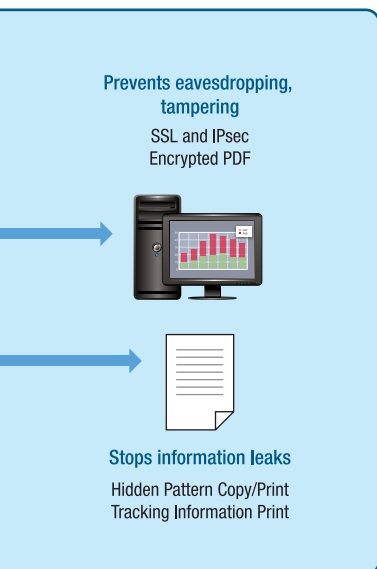 Prevents eavesdropping,
tampering
SSL and IPsec
Encrypted PDF
Stops information leaks
Hidden Pattern Copy/Print
Tracking Information Print